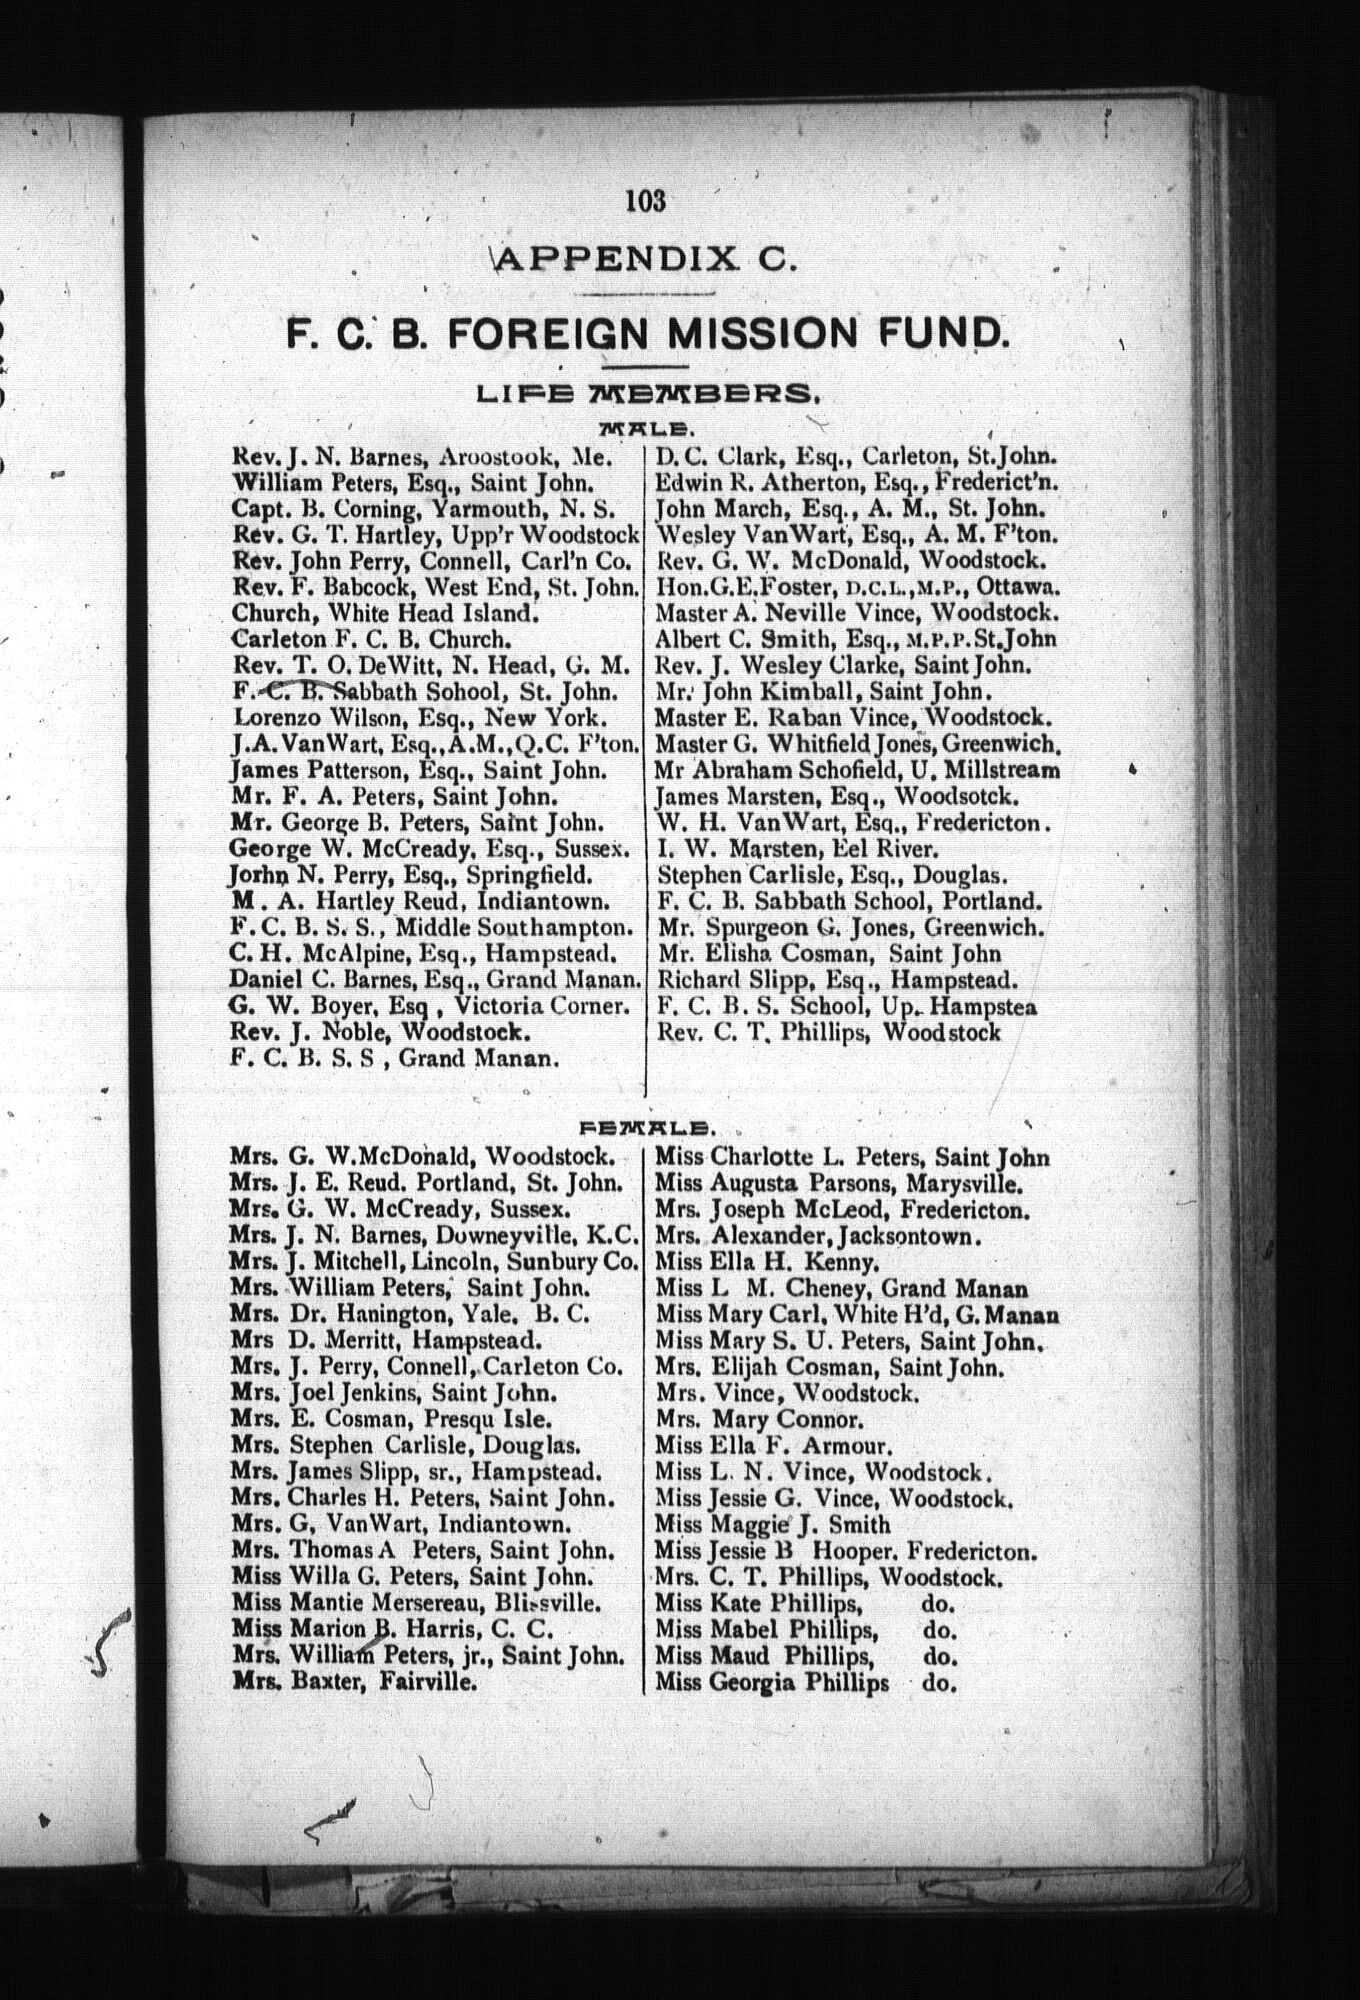 103
APPENDIX C.
F. C. B. FOREIGN MISSION FUND.
LIFE MEMBERS.
MALE.
Rev. J. N. Barnes, Aroostook, Me.
William Peters, Esq., Saint John.
Capt. B. Corning, Yarmouth, N. S.
Rev. G. T. Hartley, Upp'r Woodstock
Rev. John Perry, Connell, Carl'n Co.
Rev. F. Babcock, West End, St. John.
Church, White Head Island.
Carleton F. C. B. Church.
Rev. T. O. DeWitt, N. Head, G. M.
F. C. B. Sabbath School, St. John.
Lorenzo Wilson, Esq., New York.
J.A. VanWart, Esq., A.M., Q.C. F'ton.
James Patterson, Esq., Saint John.
Mr. F. A. Peters, Saint John.
Mr. George B. Peters, Saint John.
George W. McCready, Esq., Sussex.
Jorhn N. Perry, Esq., Springfield.
M. A. Hartley Reud, Indiantown.
F. C. B. S. S., Middle Southampton.
C. H. McAlpine, Esq., Hampstead.
Daniel C. Barnes, Esq., Grand Manan.
G. W. Boyer, Esq , Victoria Corner.
Rev. J. Noble, Woodstock.
F. C. B. S. S , Grand Manan.
D. C. Clark, Esq., Carleton, St.John.
Edwin R. Atherton, Esq., Frederict'n.
John March, Esq., A. M., St. John.
Wesley VanWart, Esq., A. M. F'ton.
Rev. G. W. McDonald, Woodstock.
Hon.G.E.Foster, D.C.L.,M.P., Ottawa.
Master A. Neville Vince, Woodstock.
Albert C. Smith, Esq., M.P.P.St.John
Rev. J. Wesley Clarke, Saint John.
Mr. John Kimball, Saint John.
Master E. Raban Vince, Woodstock.
Master G. Whitfield Jones, Greenwich.
Mr Abraham Schofield, U. Millstream
James Marsten, Esq., Woodsotck.
W. H. VanWart, Esq., Fredericton.
I. W. Marsten, Eel River.
Stephen Carlisle, Esq., Douglas.
F. C. B. Sabbath School, Portland.
Mr. Spurgeon G. Jones, Greenwich.
Mr. Elisha Cosman, Saint John
Richard Slipp, Esq., Hampstead.
F. C. B. S. School, Up. Hampstea
Rev. C. T. Phillips, Woodstock
FEMALE.
Mrs. G. W.McDonald, Woodstock.
Mrs. J. E. Reud. Portland, St. John.
Mrs. G. W. McCready, Sussex.
Mrs. J. N. Barnes, Downeyville, K.C.
Mrs. J. Mitchell, Lincoln, Sunbury Co.
Mrs. William Peters, Saint John.
Mrs. Dr. Hanington, Yale, B. C.
Mrs D. Merritt, Hampstead.
Mrs. J. Perry, Connell, Carleton Co.
Mrs. Joel Jenkins, Saint John.
Mrs. E. Cosman, Presqu Isle.
Mrs. Stephen Carlisle, Douglas.
Mrs. James Slipp, sr., Hampstead.
Mrs. Charles H. Peters, Saint John.
Mrs. G, VanWart, Indiantown.
Mrs. Thomas A Peters, Saint John.
Miss Willa G. Peters, Saint John.
Miss Mantie Mersereau, Blissville.
Miss Marion B. Harris, C. C.
Mrs. William Peters, jr., Saint John.
Mrs. Baxter, Fairville.
Miss Charlotte L. Peters, Saint John
Miss Augusta Parsons, Marysville.
Mrs. Joseph McLeod, Fredericton.
Mrs. Alexander, Jacksontown.
Miss Ella H. Kenny.
Miss L M. Cheney, Grand Manan
Miss Mary Carl, White H'd, G. Manan
Miss Mary S. U. Peters, Saint John.
Mrs. Elijah Cosman, Saint John.
Mrs. Vince, Woodstock.
Mrs. Mary Connor.
Miss Ella F. Armour.
Miss L. N. Vince, Woodstock.
Miss Jessie G. Vince, Woodstock.
Miss Maggie J. Smith
Miss Jessie B Hooper. Fredericton.
Mrs. C. T. Phillips, Woodstock.
Miss Kate Phillips, do.
Miss Mabel Phillips, do.
Miss Maud Phillips, do.
Miss Georgia Phillips do.